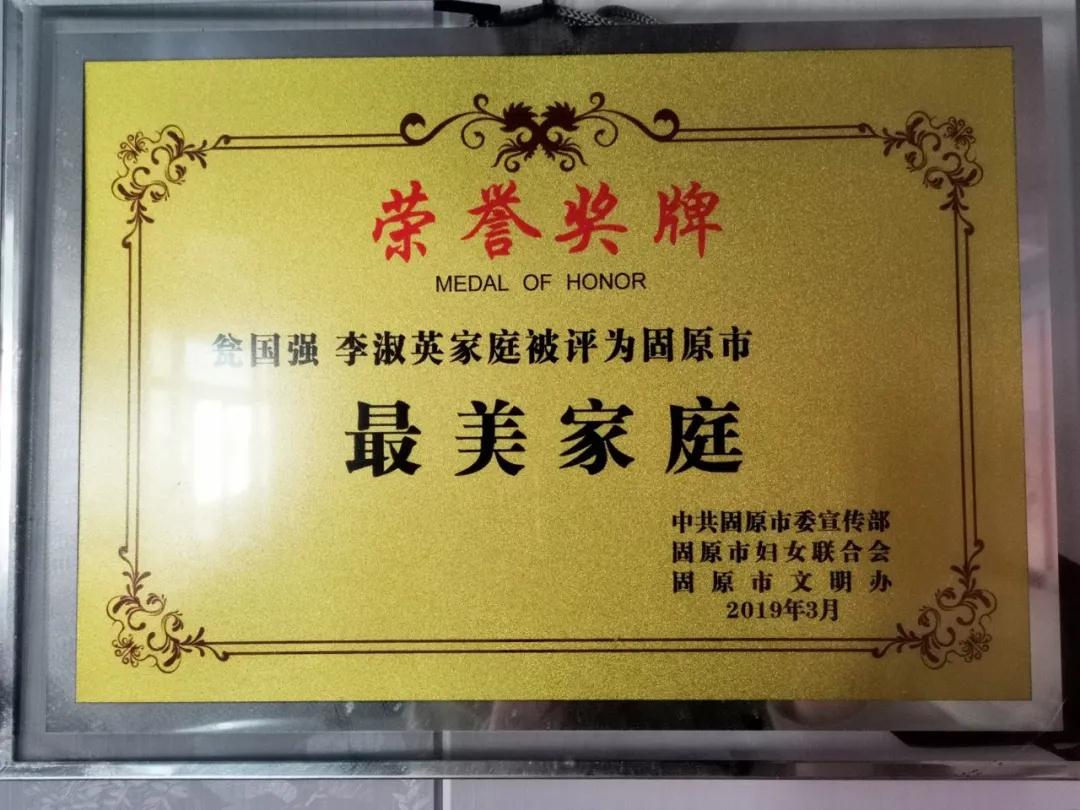 荣誉奖牌
MEDAL OF HONOR
瓮国强 李淑英家庭被评为固原市
最美家庭
中共固原市委宣传部
固原市妇女联合会
固原市文明办
2019年3月